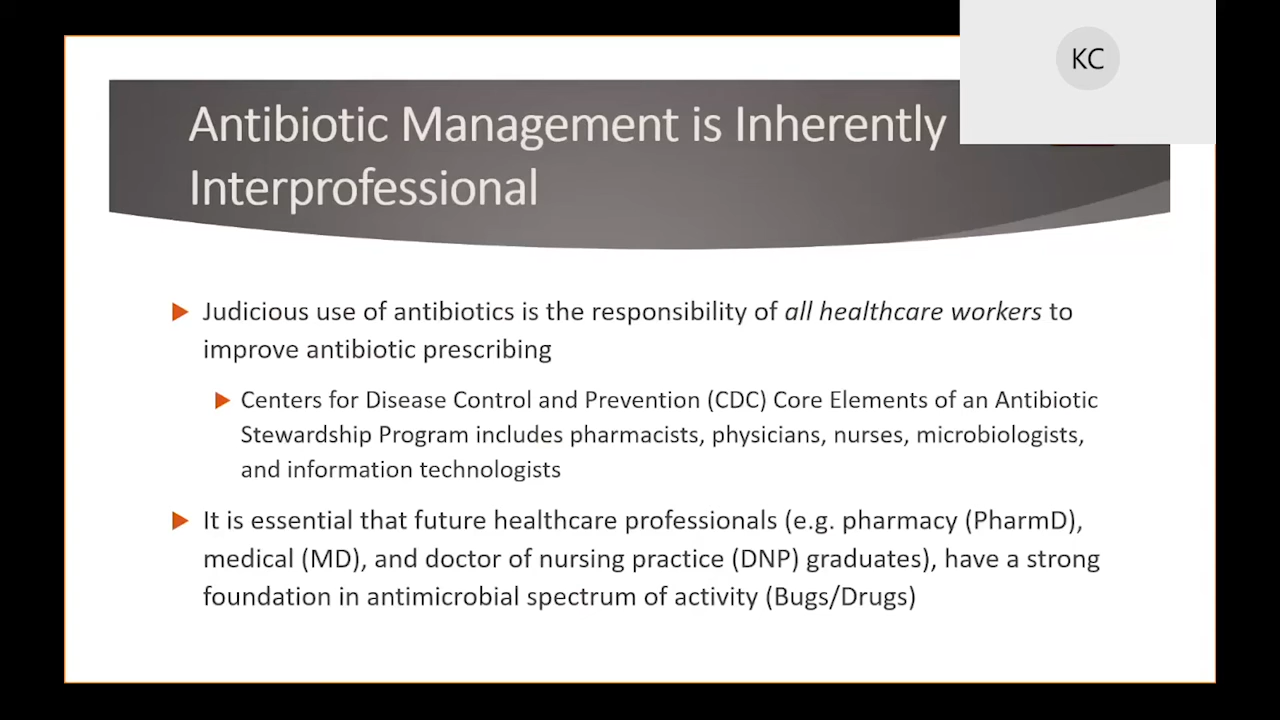 KC
Antibiotic Management is Inherently
Interprofessional
Judicious use of antibiotics is the responsibility of all healthcare workers to
improve antibiotic prescribing
Centers for Disease Control and Prevention (CDC) Core Elements of an Antibiotic
Stewardship Program includes pharmacists, physicians, nurses, microbiologists,
and information technologists
It is essential that future healthcare professionals (e.g. pharmacy (PharmD),
medical (MD), and doctor of nursing practice (DNP) graduates), have a strong
foundation in antimicrobial spectrum of activity (Bugs/Drugs)